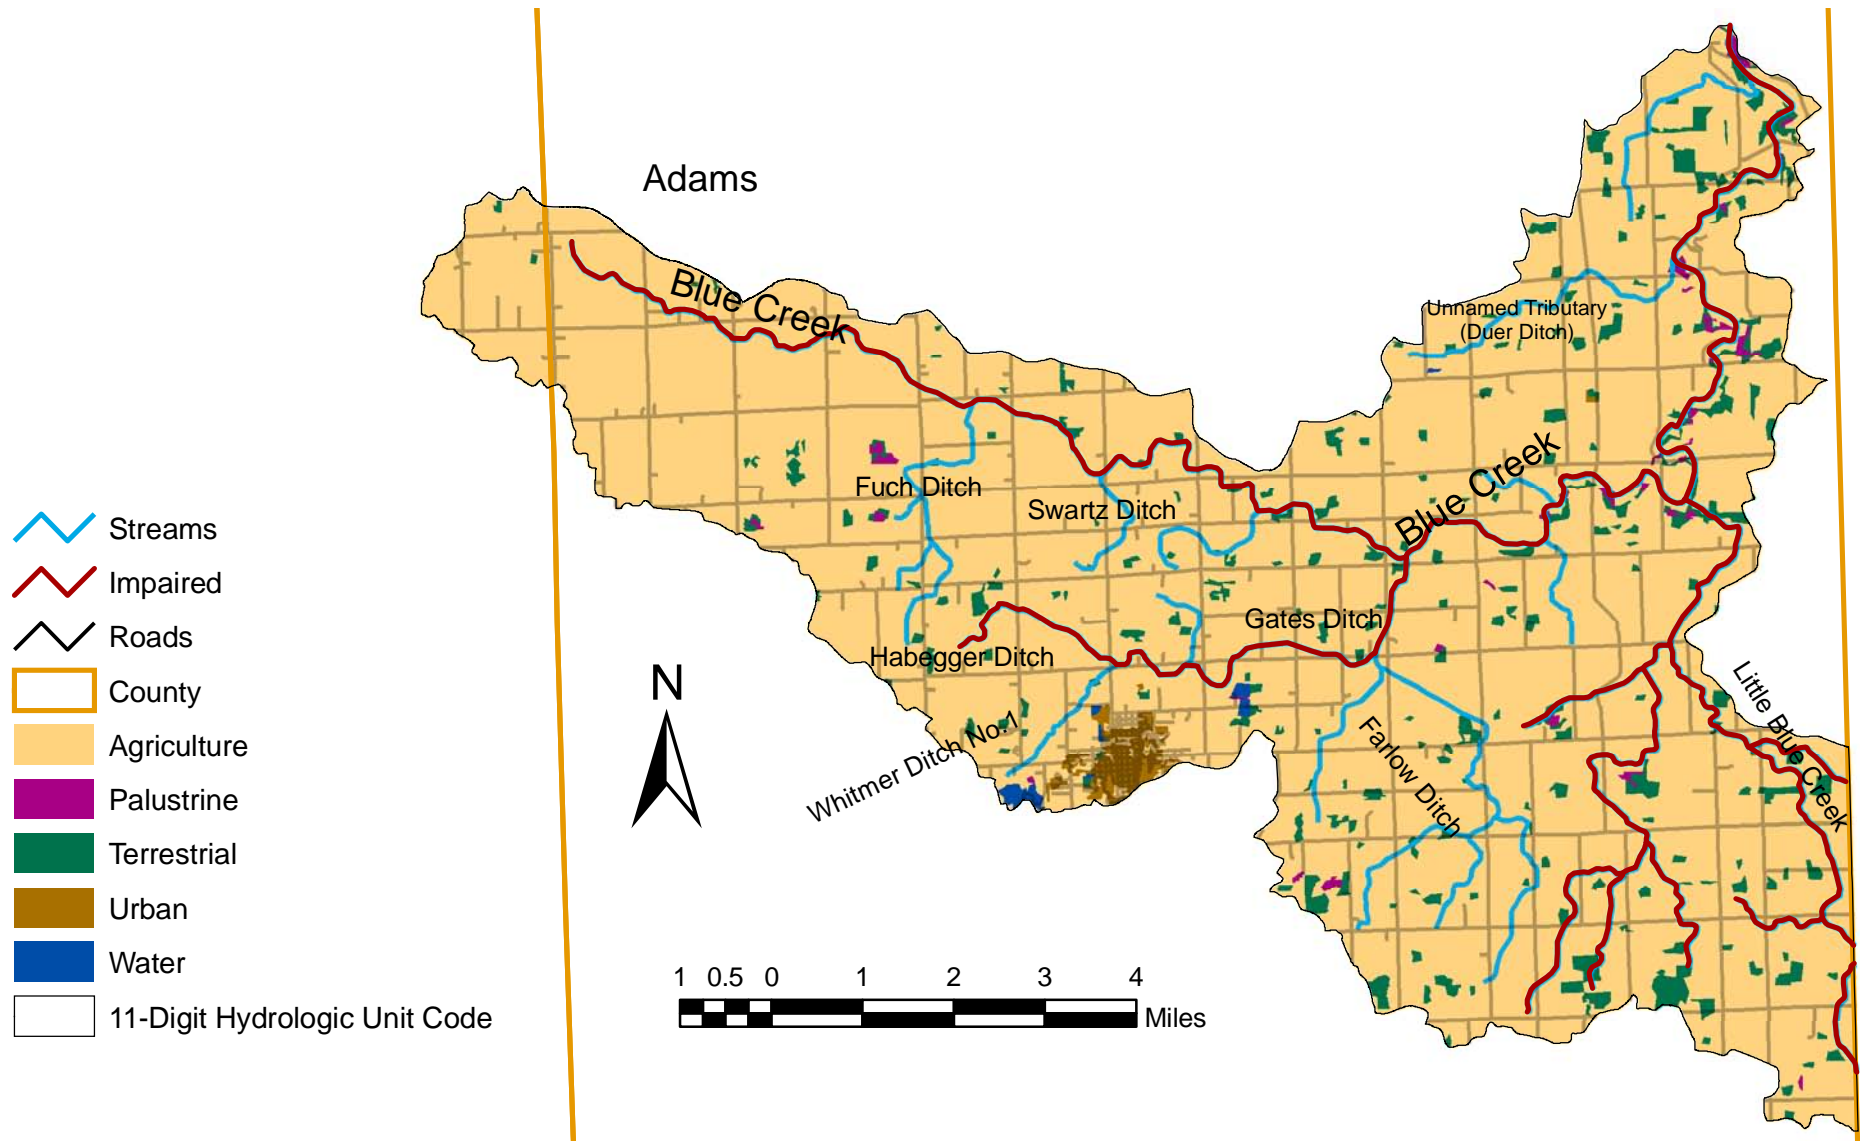 Adams
Blue Creek
Unnamed Tributary
(Duer Ditch)
Blue Creek
Fuch Ditch
Swartz Ditch
Gates Ditch
Habegger Ditch
Whitmer Ditch No.1
Farlow Ditch
Little Blue Creek
Streams
Impaired
Roads
County
Agriculture
Palustrine
Terrestrial
Urban
Water
11-Digit Hydrologic Unit Code
N
1 0.5 0 1 2 3 4
Miles